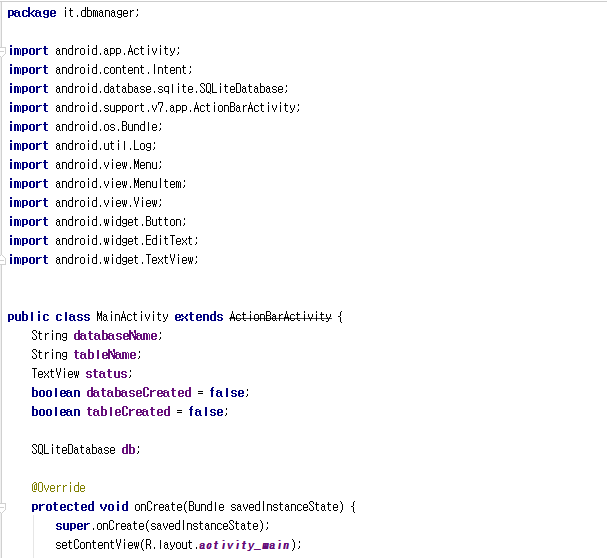 package it.dbmanager;
import android.app.Activity;
import android.content.Intent;
import android.database.sqlite.SQLiteDatabase;
import android.support.v7.app.ActionBarActivity;
import android.os.Bundle;
import android.util.Log;
import android.view.Menu;
import android.view.MenuItem;
import android.view.View;
import android.widget.Button;
import android.widget.EditText;
import android.widget.TextView;
public class MainActivity extends ActionBarActivity {
String databaseName;
String tableName;
TextView status;
boolean databaseCreated = false;
boolean tableCreated = false;
SQLiteDatabase db;
@Override
protected void onCreate(Bundle savedInstanceState) {
super.onCreate(savedInstanceState);
setContentView(R.layout.activity_main);